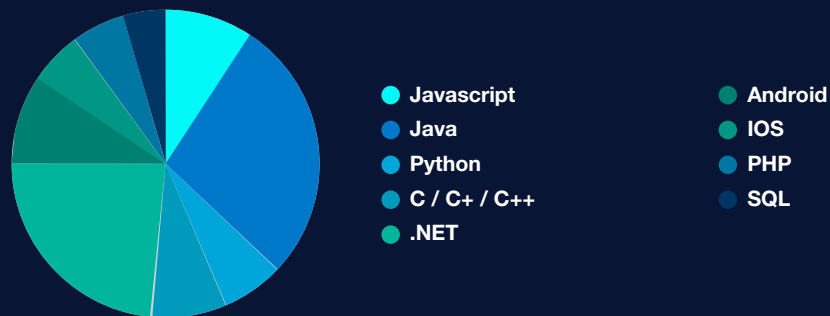 Javascript
Java
Python
C / C+ / C++
.NET
Android
IOS
PHP
SQL